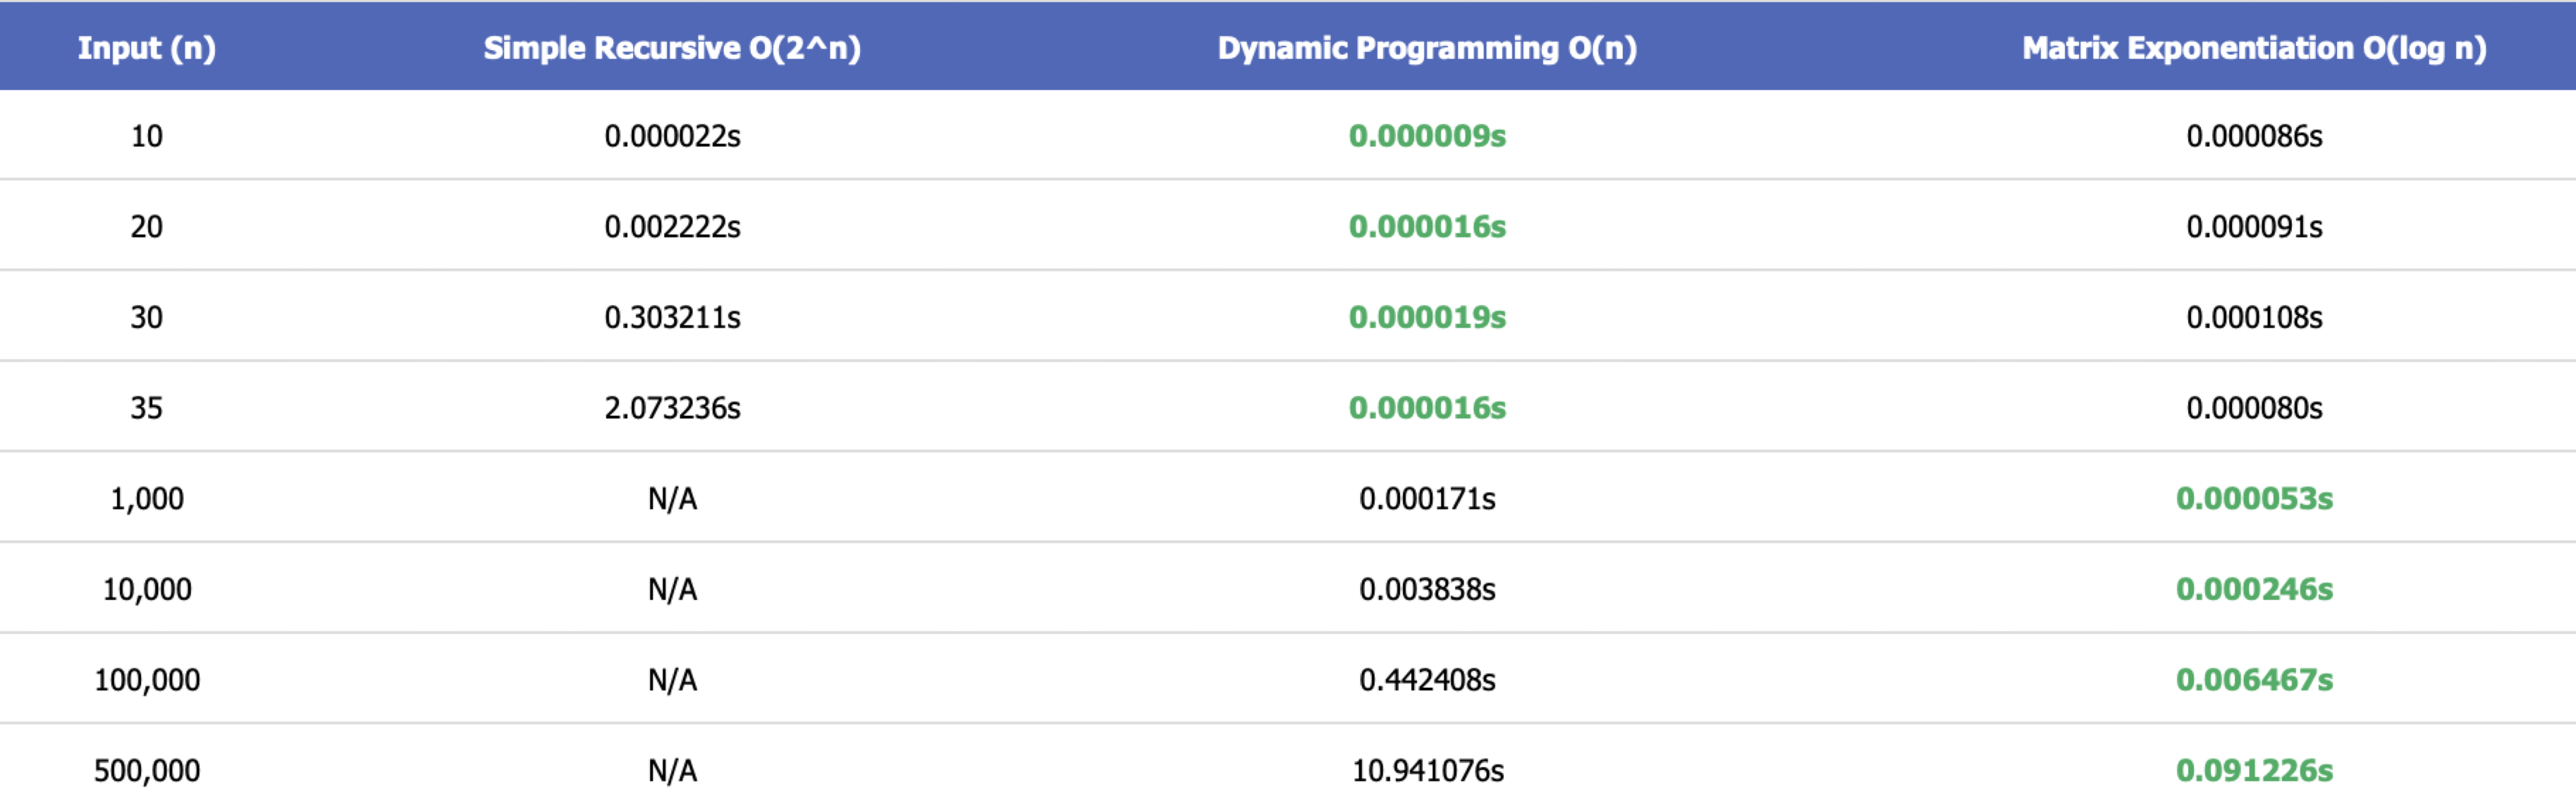 Input (n) Simple Recursive O(2^n) Dynamic Programming O(n) Matrix Exponentiation O(log n)
10 0.000022s 0.000009s 0.000086s
20 0.002222s 0.000016s 0.000091s
30 0.303211s 0.000019s 0.000108s
35 2.073236s 0.000016s 0.000080s
1,000 N/A 0.000171s 0.000053s
10,000 N/A 0.003838s 0.000246s
100,000 N/A 0.442408s 0.006467s
500,000 N/A 10.941076s 0.091226s